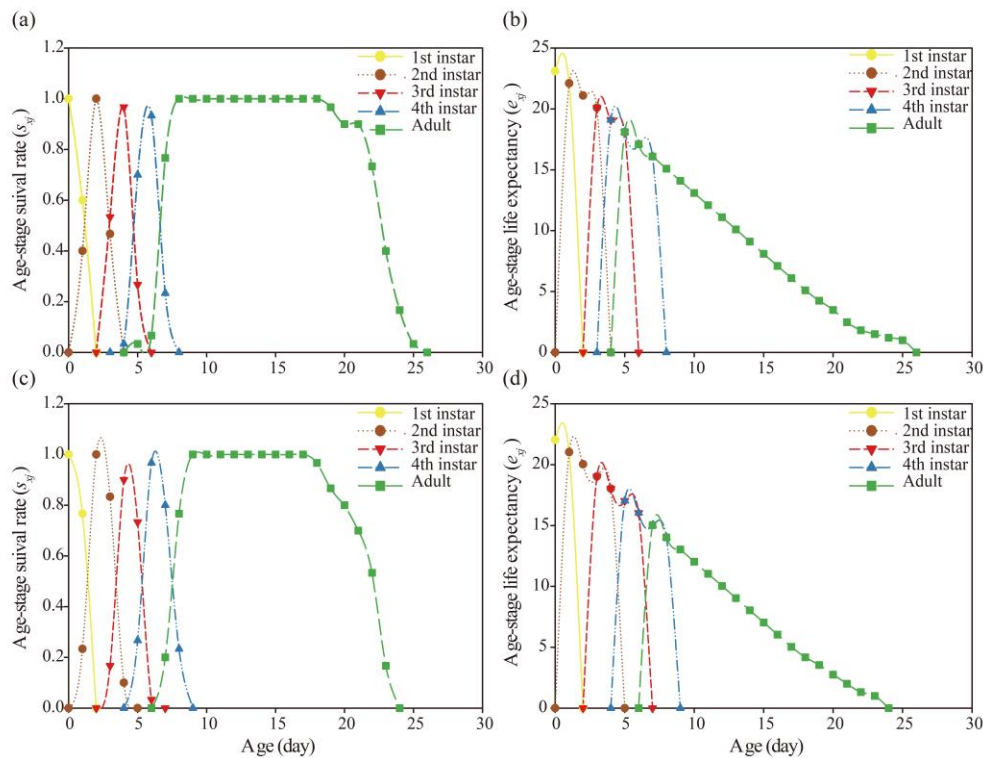 (a)
1.2
1.0
0.8
0.6
0.4
0.2
0.0
Age-stage suival rate (sxj)
1st instar
. 2nd instar
3rd instar
4th instar
Adult
0 5 10 15 20 25 30
(b)
25
20
15
10
5
0
Age-stage life expectancy (exj)
1st instar
. 2nd instar
3rd instar
4th instar
Adult
0 5 10 15 20 25 30
(c)
1.2
1.0
0.8
0.6
0.4
0.2
0.0
Age-stage suival rate (sxj)
1st instar
. 2nd instar
3rd instar
4th instar
Adult
0 5 10 15 20 25 30
Age (day)
(d)
25
20
15
10
5
0
Age-stage life expectancy (exj)
1st instar
. 2nd instar
3rd instar
4th instar
Adult
0 5 10 15 20 25 30
Age (day)